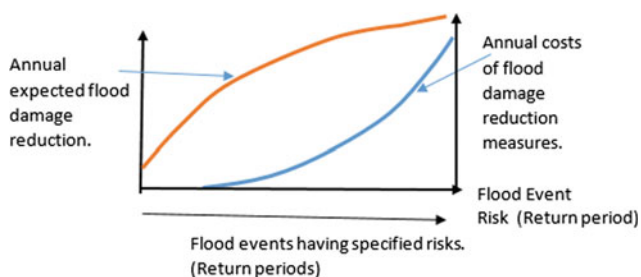 Annual
expected flood
damage
reduction.
Annual costs
of flood
damage
reduction
measures.
Flood Event
Risk (Return period)
Flood events having specified risks.
(Return periods)